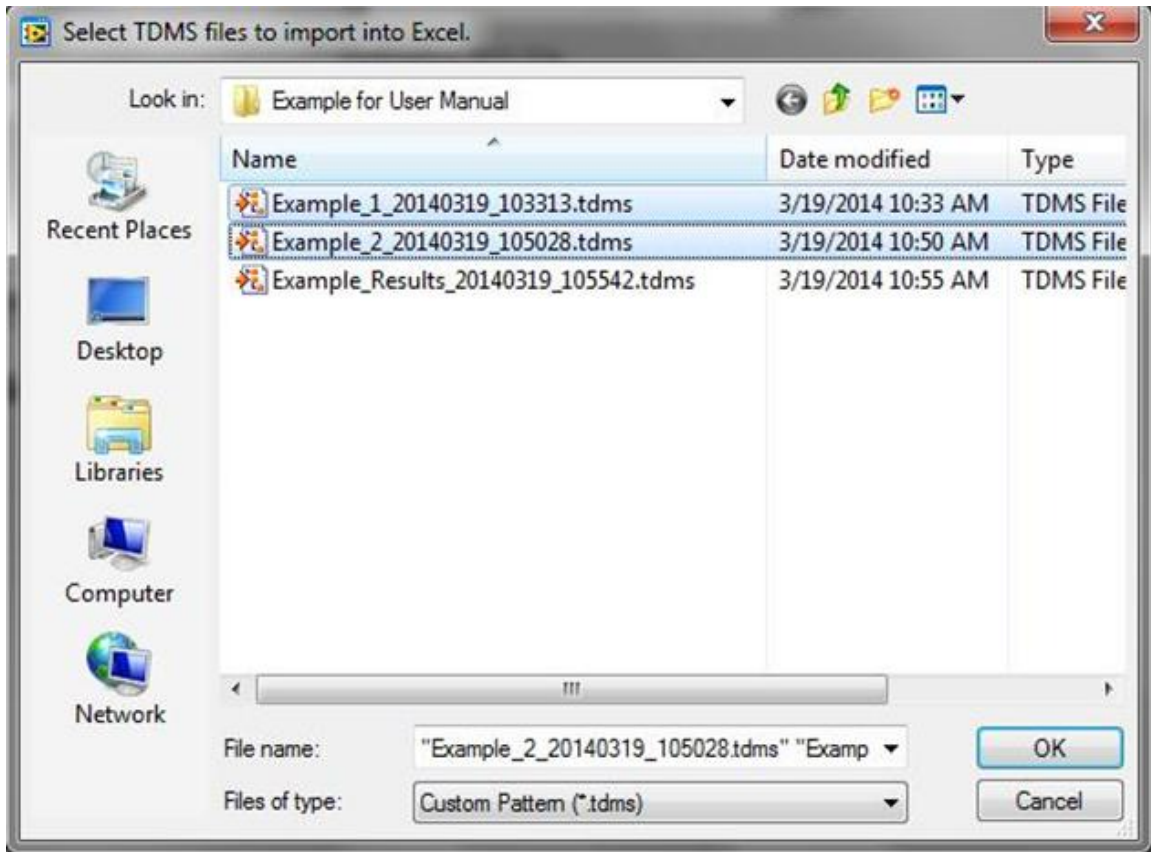 Select TDMS files to import into Excel.
Look in: Example for User Manual
Name Date modified Type
Example_1_20140319_103313.tdms 3/19/2014 10:33 AM TDMS File
Example_2_20140319_105028.tdms 3/19/2014 10:50 AM TDMS File
Example_Results_20140319_105542.tdms 3/19/2014 10:55 AM TDMS File
Recent Places
Desktop
Libraries
Computer
Network
File name: "Example_2_20140319_105028.tdms" "Examp OK
Files of type: Custom Pattern (*.tdms) Cancel